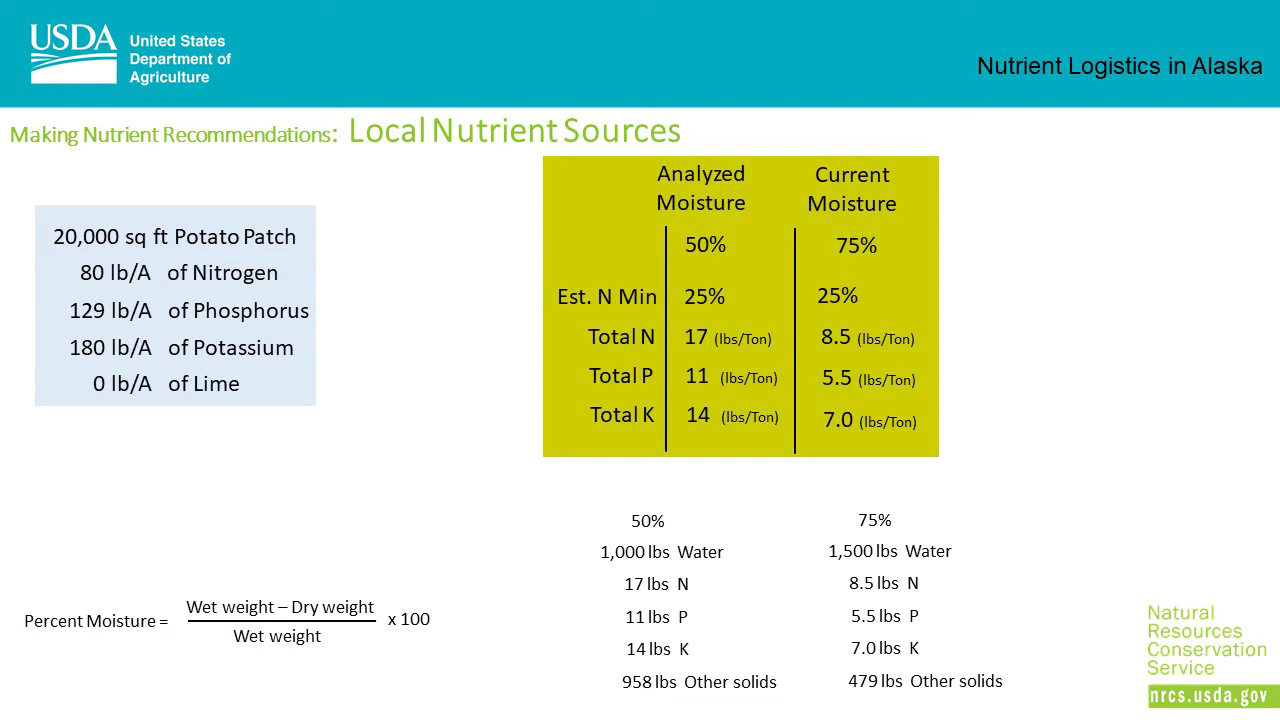 USDA
United States
Department of
Agriculture
Nutrient Logistics in Alaska
Making Nutrient Recommendations: Local Nutrient Sources
20,000 sq ft Potato Patch
80 lb/A of Nitrogen
129 lb/A of Phosphorus
180 lb/A of Potassium
0 lb/A of Lime
Analyzed Current
Moisture Moisture
50% 75%
Est. N Min 25% 25%
Total N 17 (lbs/Ton) 8.5 (lbs/Ton)
Total P 11 (lbs/Ton) 5.5 (lbs/Ton)
Total K 14 (lbs/Ton) 7.0 (lbs/Ton)
50% 75%
1,000 lbs Water 1,500 lbs Water
17 lbs N 8.5 lbs N
11 lbs P 5.5 lbs P
14 lbs K 7.0 lbs K
958 lbs Other solids 479 lbs Other solids
Wet weight – Dry weight
Percent Moisture = x 100
Wet weight
Natural
Resources
Conservation
Service
nrcs.usda.gov